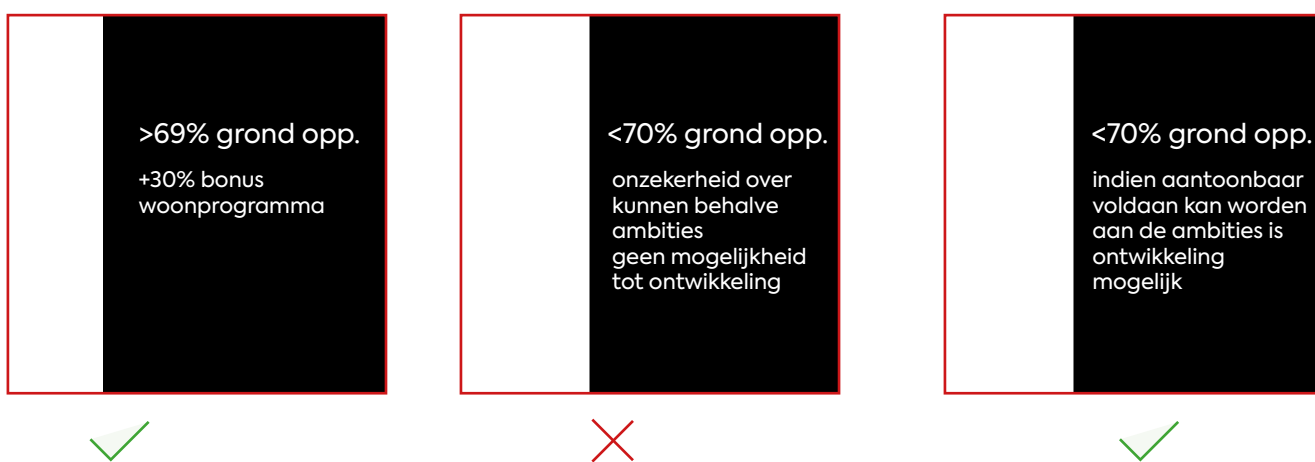 >69% grond opp.
+30% bonus
woonprogramma
<70% grond opp.
onzekerheid over
kunnen behalve
ambities
geen mogelijkheid
tot ontwikkeling
<70% grond opp.
indien aantoonbaar
voldaan kan worden
aan de ambities is
ontwikkeling
mogelijk